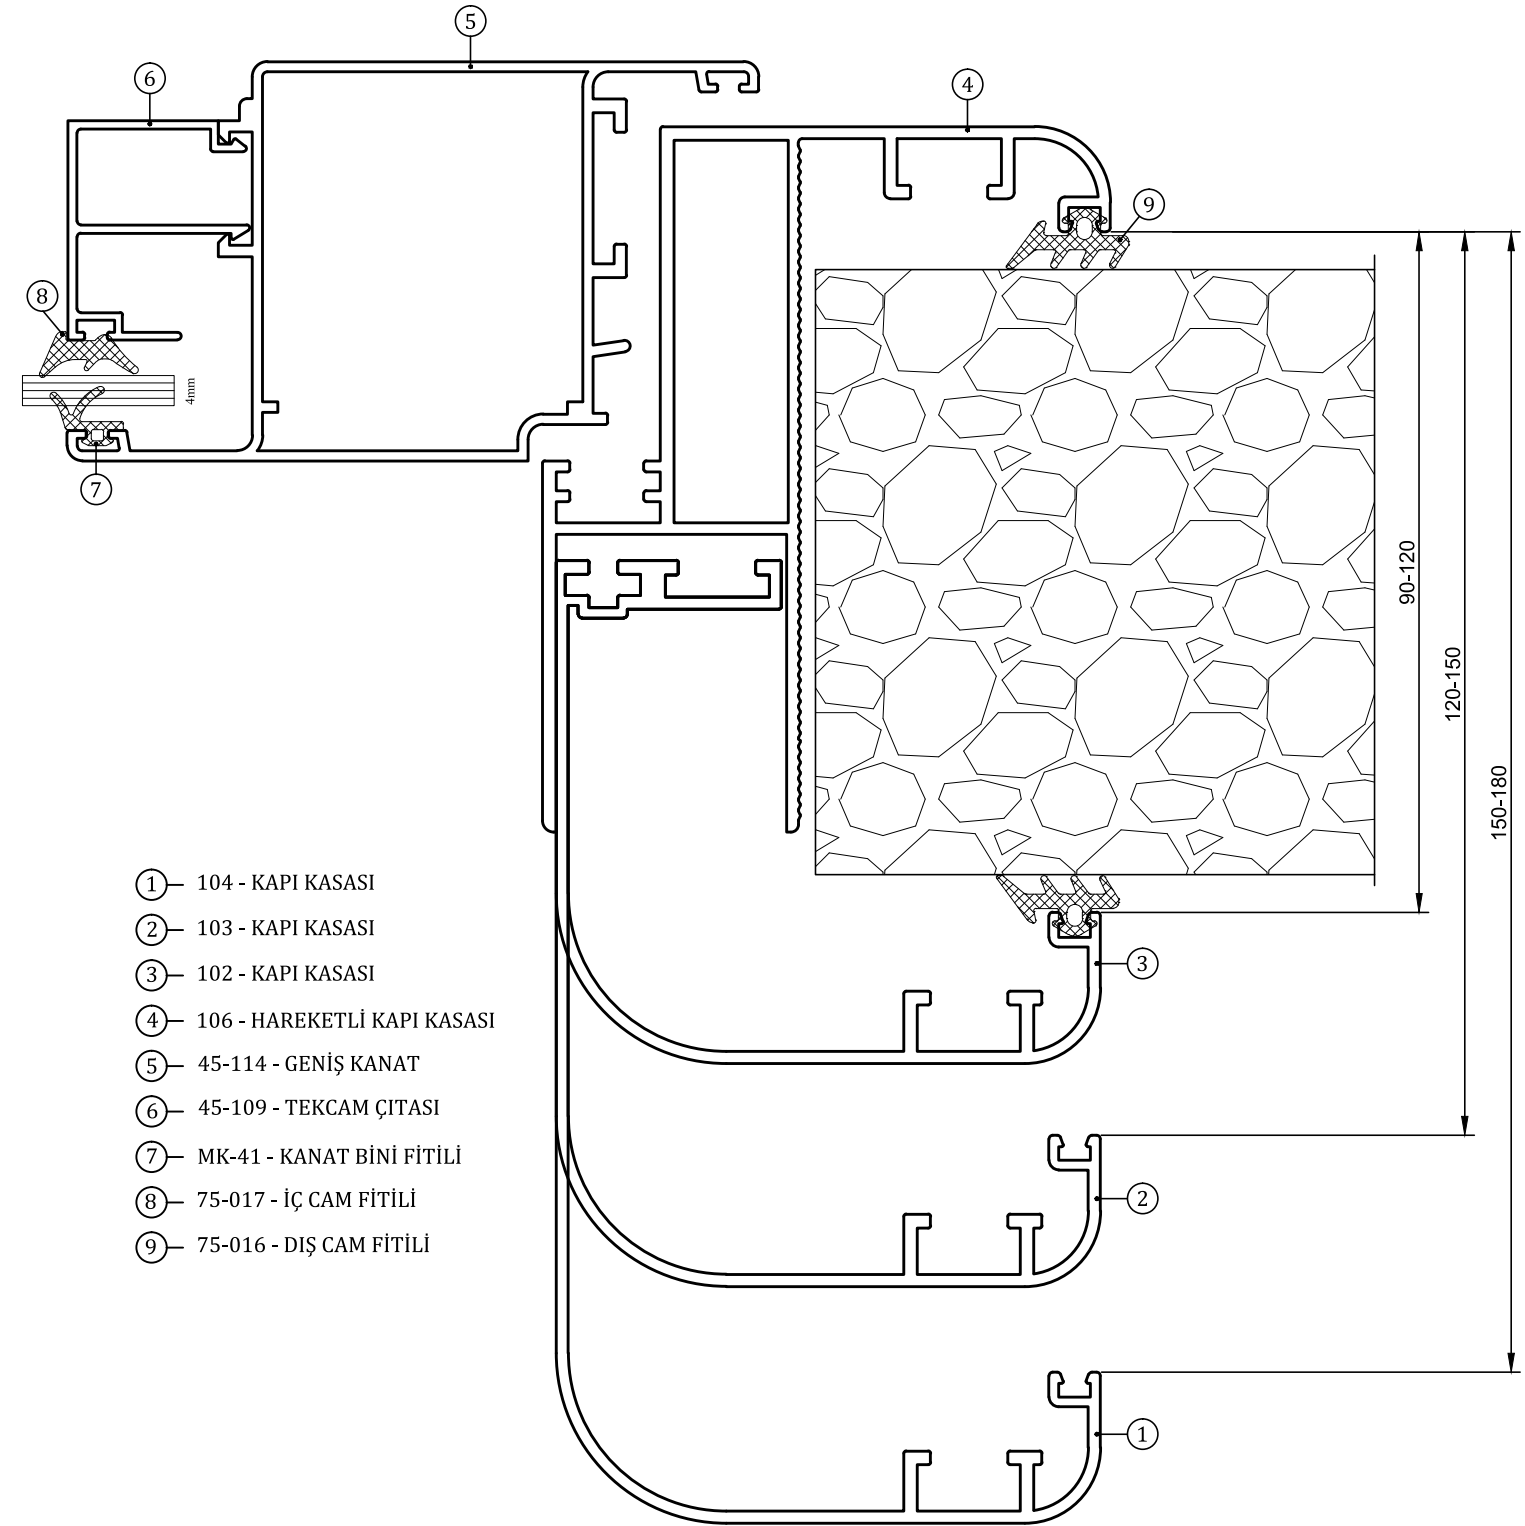 5
6
4
9
8
4mm
7
90-120
120-150
150-180
1 104 - KAPI KASASI
2 103 - KAPI KASASI
3 102 - KAPI KASASI
4 106 - HAREKETLİ KAPI KASASI
5 45-114 - GENİŞ KANAT
6 45-109 - TEKCAM ÇITASI
7 MK-41 - KANAT BİNİ FİTİLİ
8 75-017 - İÇ CAM FİTİLİ
9 75-016 - DIŞ CAM FİTİLİ
3
2
1